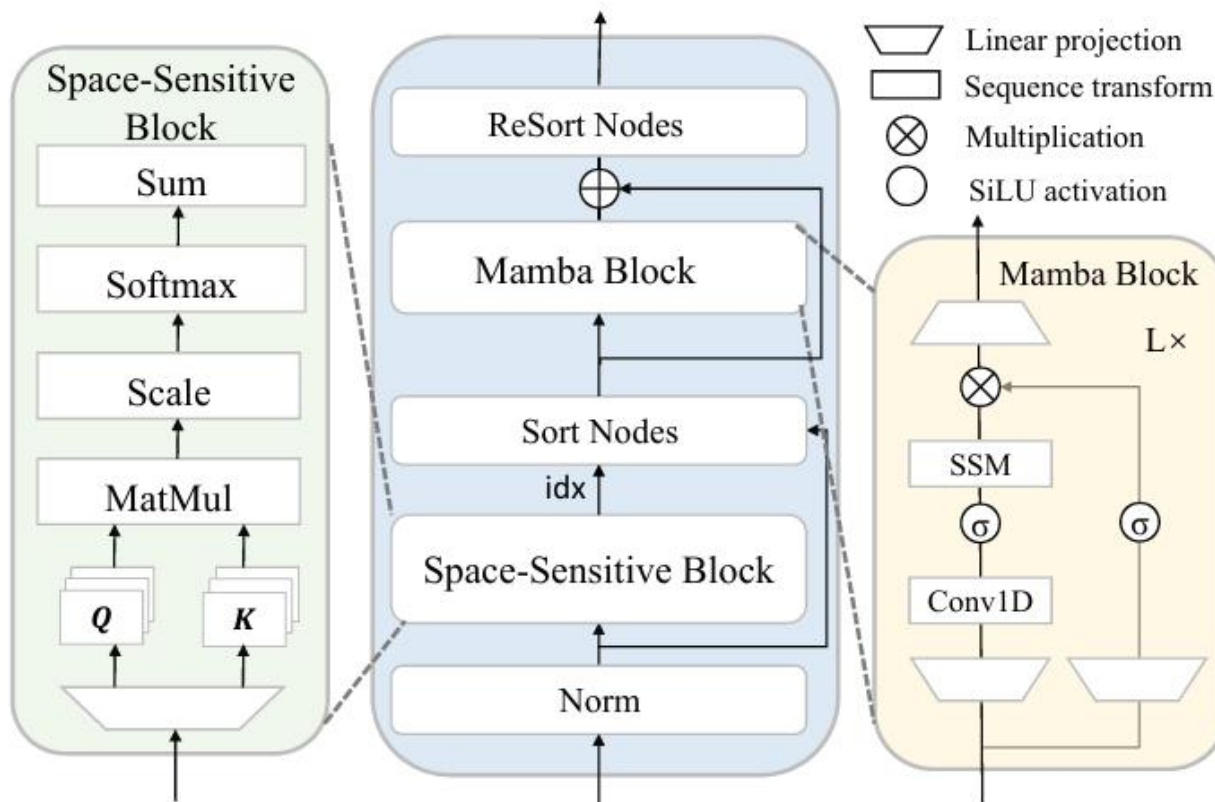 Space-Sensitive
Block
Sum
Softmax
Scale
MatMul
Q
K
ReSort Nodes
Mamba Block
Sort Nodes
idx
Space-Sensitive Block
Norm
Linear projection
Sequence transform
Multiplication
SiLU activation
Mamba Block
L×
SSM
σ
σ
Conv1D